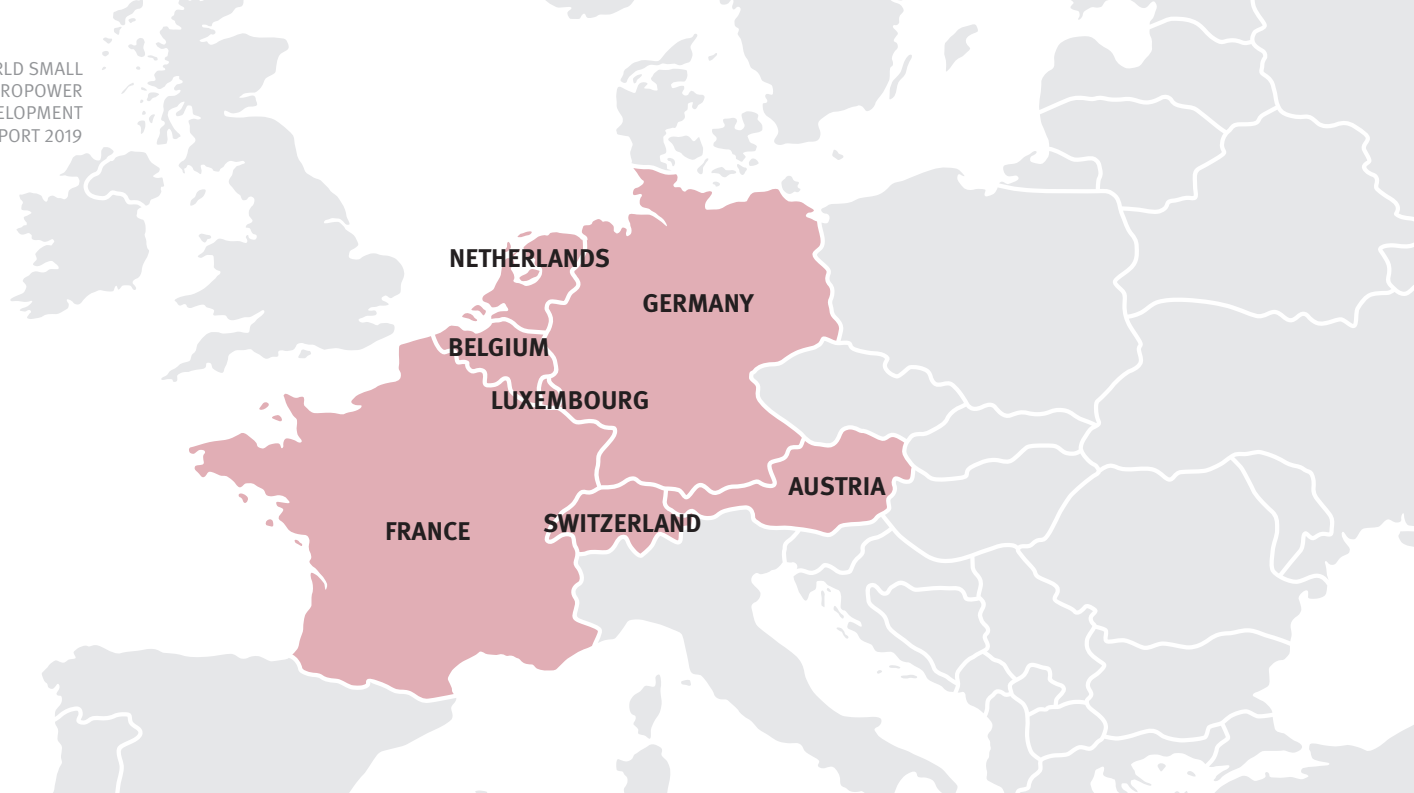 RLD SMALL
ROPOWER
ELOPMENT
PORT 2019
NETHERLANDS
GERMANY
BELGIUM
LUXEMBOURG
AUSTRIA
SWITZERLAND
FRANCE